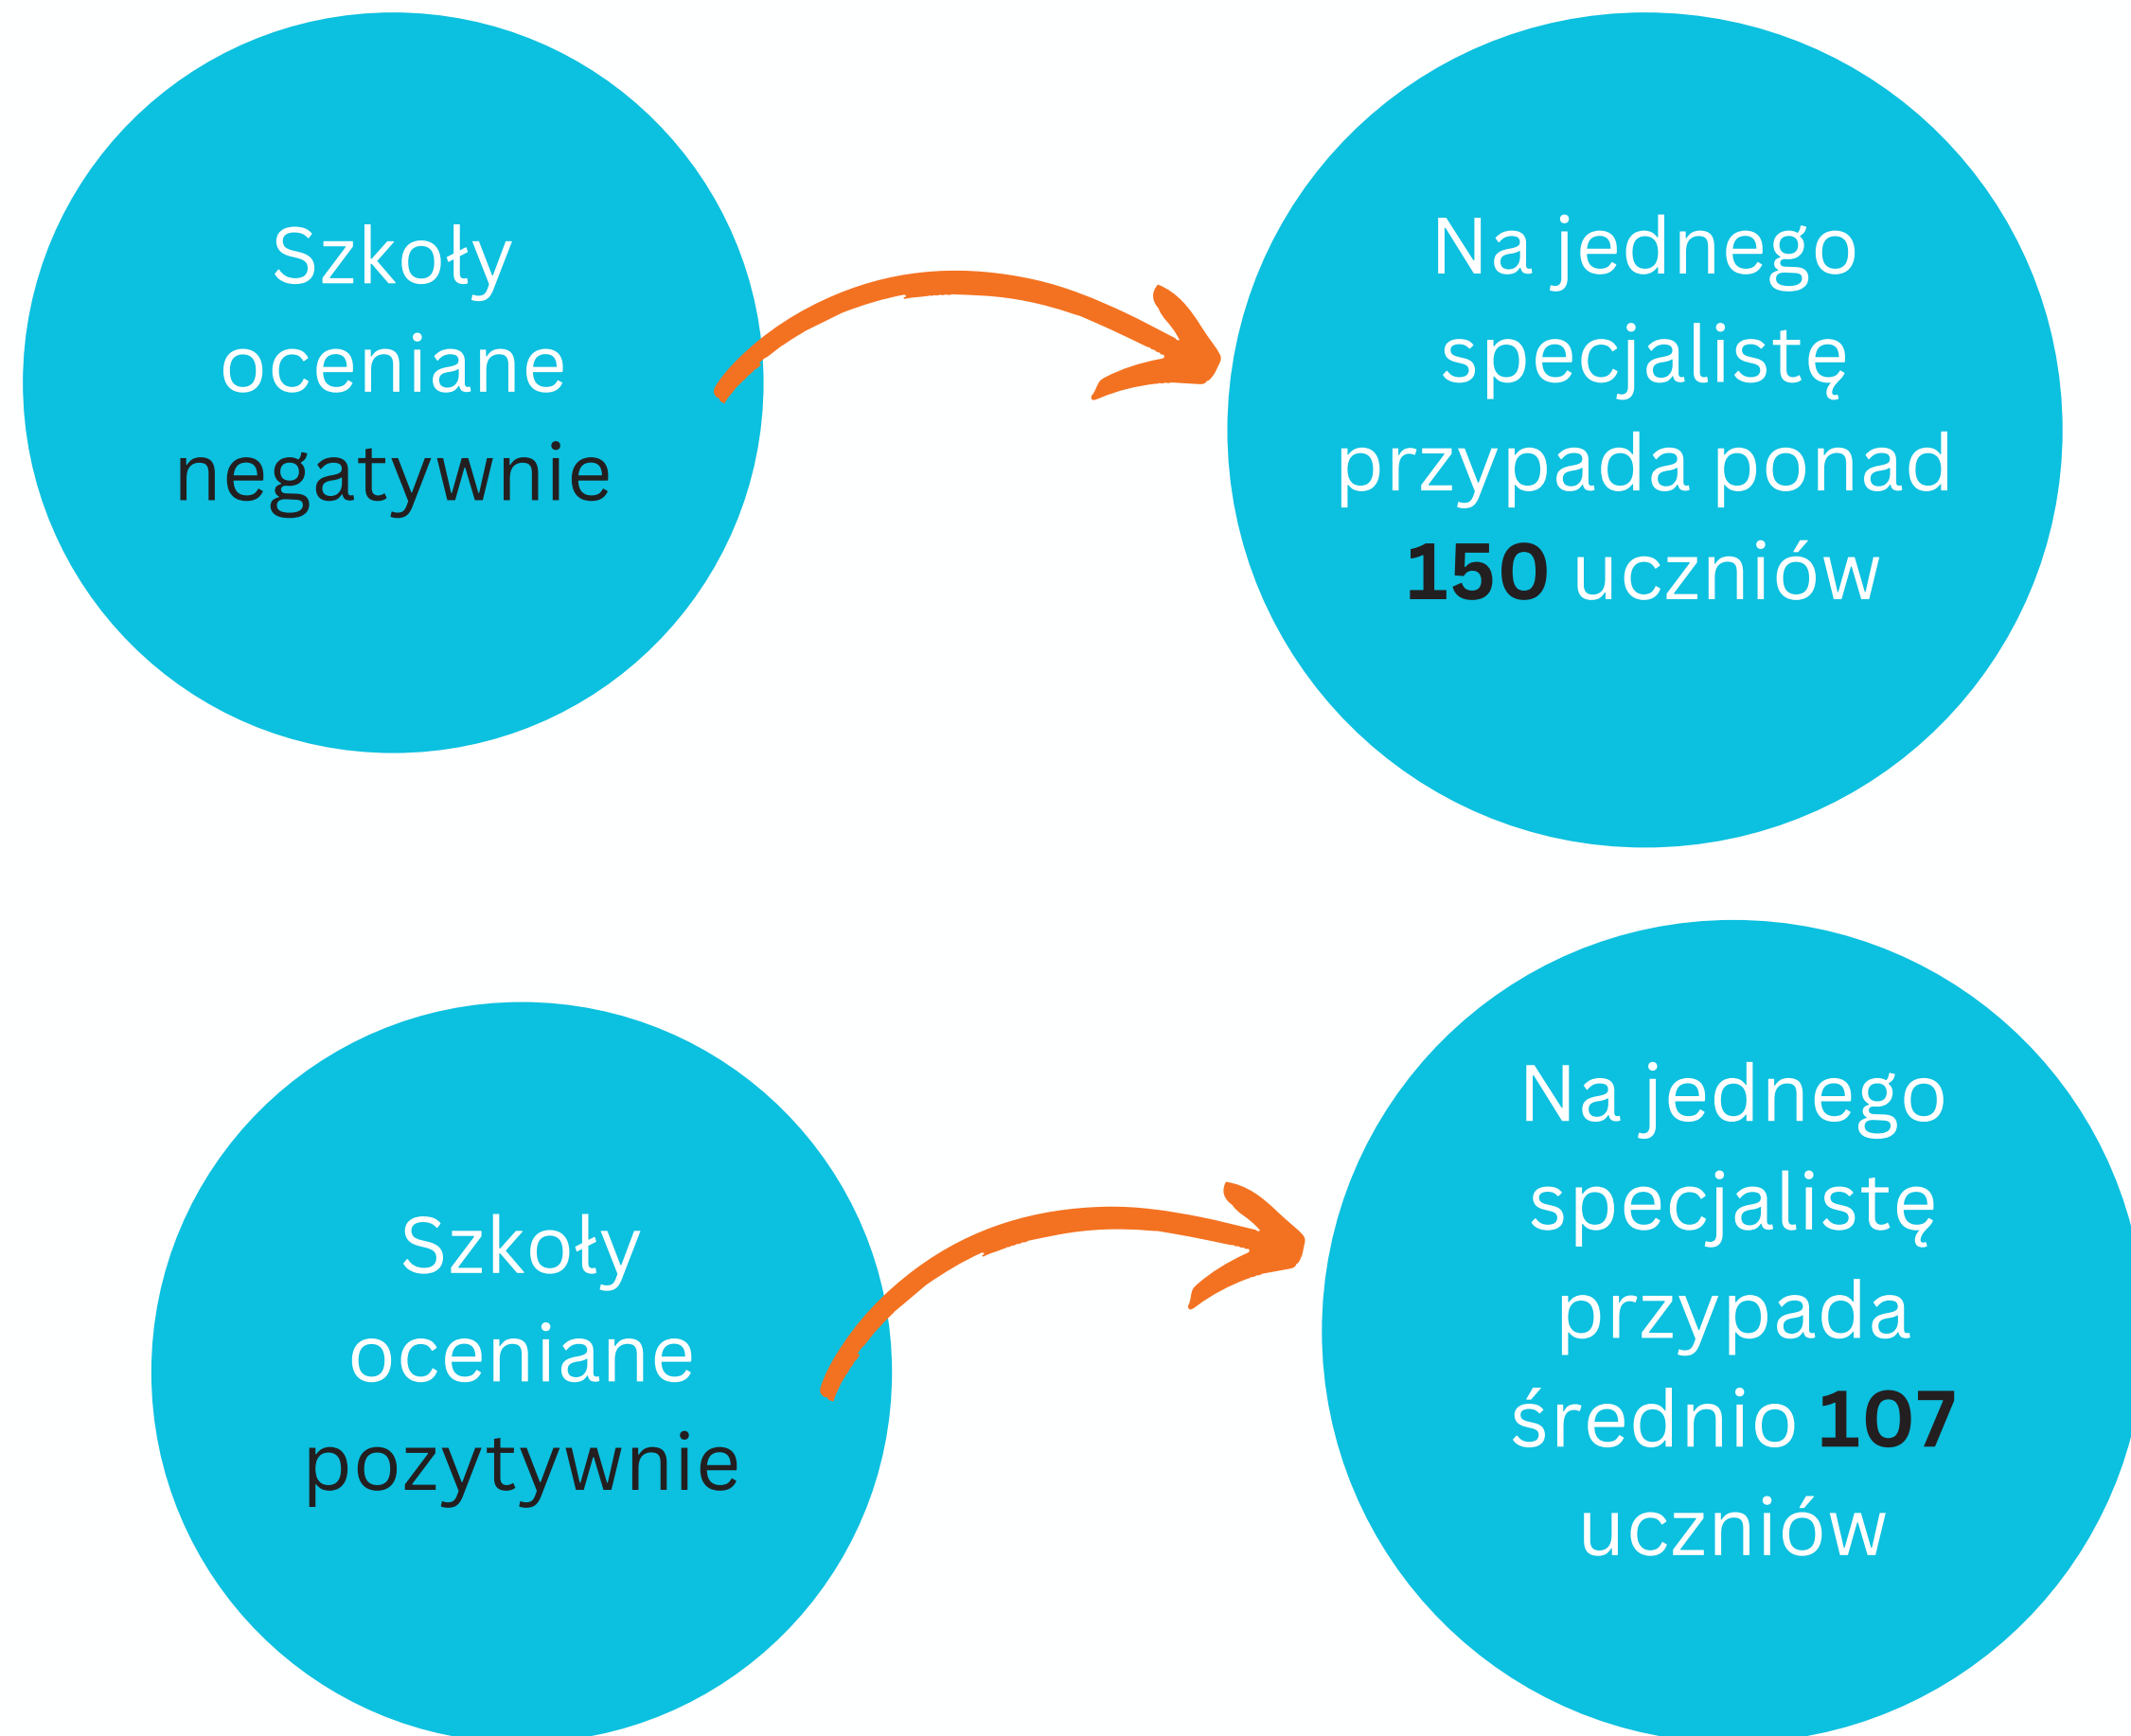 Szkoły
oceniane
negatywnie
Na jednego
specjalistę
przypada ponad
150 uczniów
Szkoły
oceniane
pozytywnie
Na jednego
specjalistę
przypada
średnio 107
uczniów